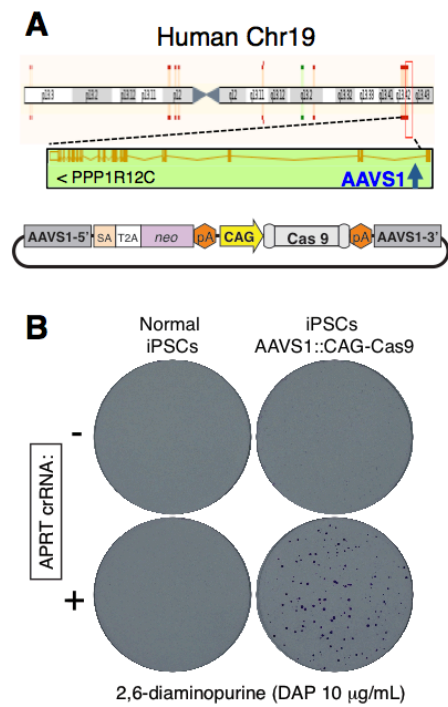 A
Human Chr19
< PPP1R12C
AAVS1
AAVS1-5' SA T2A neo pA CAG Cas 9 pA AAVS1-3'
B
Normal
iPSCs
iPSCs
AAVS1::CAG-Cas9
APRT crRNA:
-
+
2,6-diaminopurine (DAP 10 µg/mL)